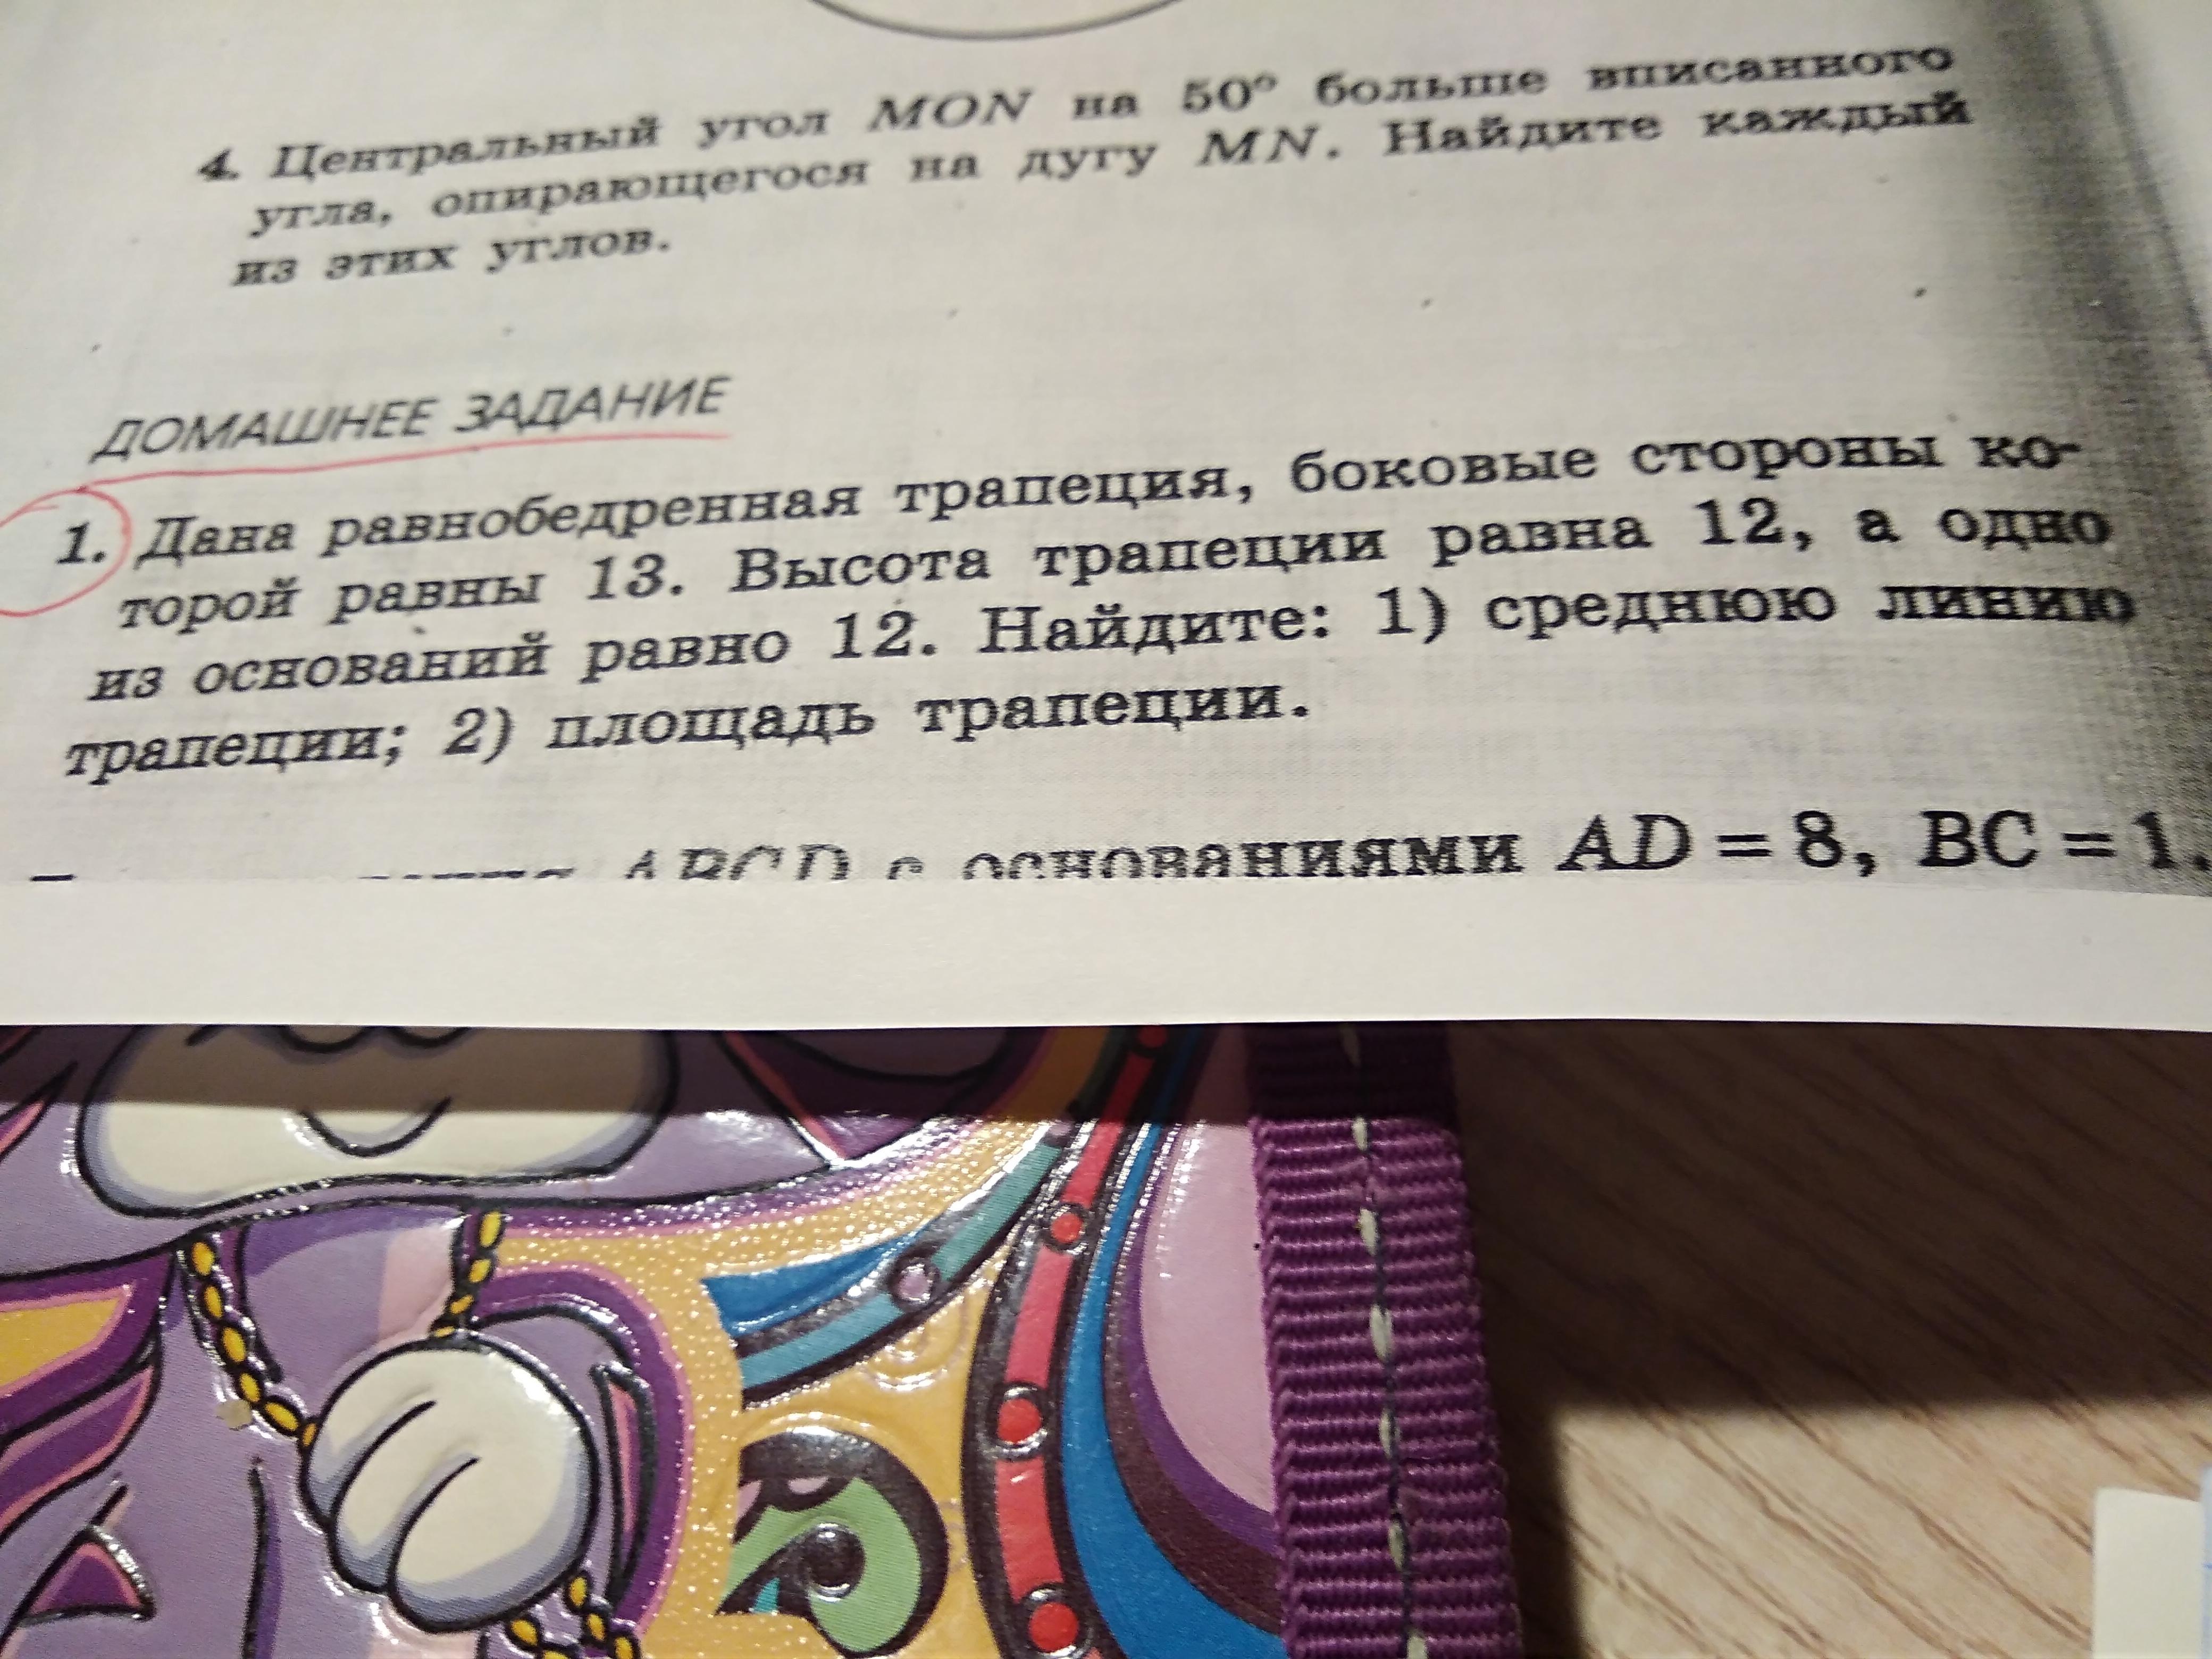 4. Центральный угол MON на 50° больше вписанного
угла, опирающегося на дугу MN. Найдите каждый
из этих углов.
ДОМАШНЕЕ ЗАДАНИЕ
1. Дана равнобедренная трапеция, боковые стороны ко-
торой равны 13. Высота трапеции равна 12, а одно
из оснований равно 12. Найдите: 1) среднюю линию
трапеции; 2) площадь трапеции.
ABCD с основаниями AD = 8, BC = 1